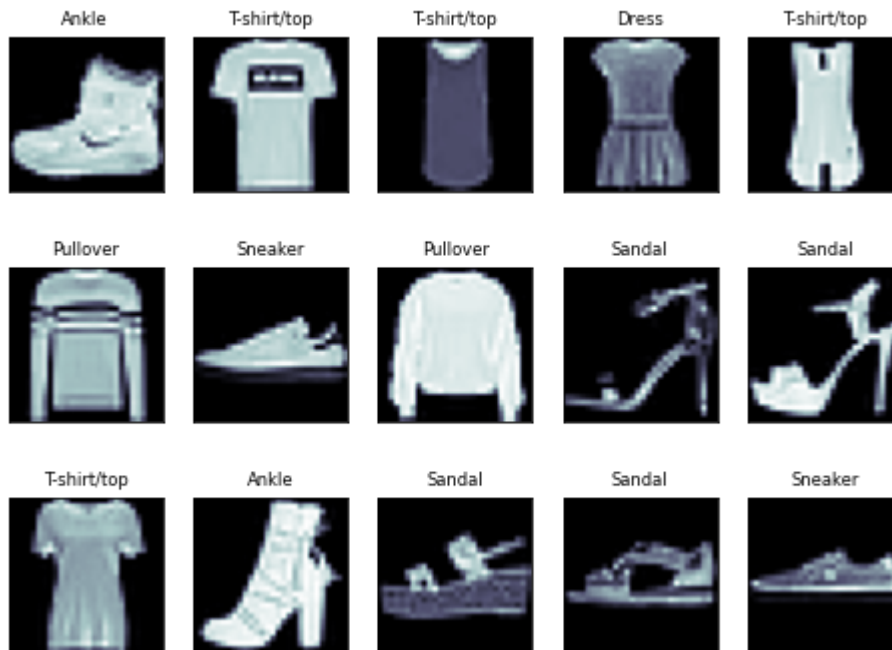 Ankle T-shirt/top T-shirt/top Dress T-shirt/top
Pullover Sneaker Pullover Sandal Sandal
T-shirt/top Ankle Sandal Sandal Sneaker